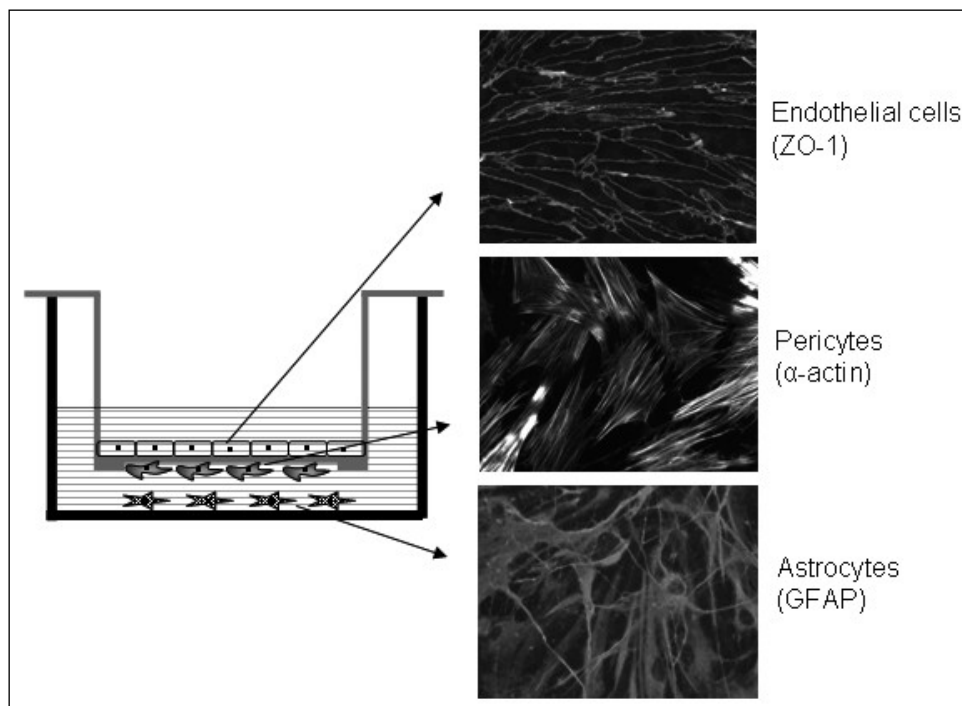 Endothelial cells
(ZO-1)
Pericytes
(α-actin)
Astrocytes
(GFAP)